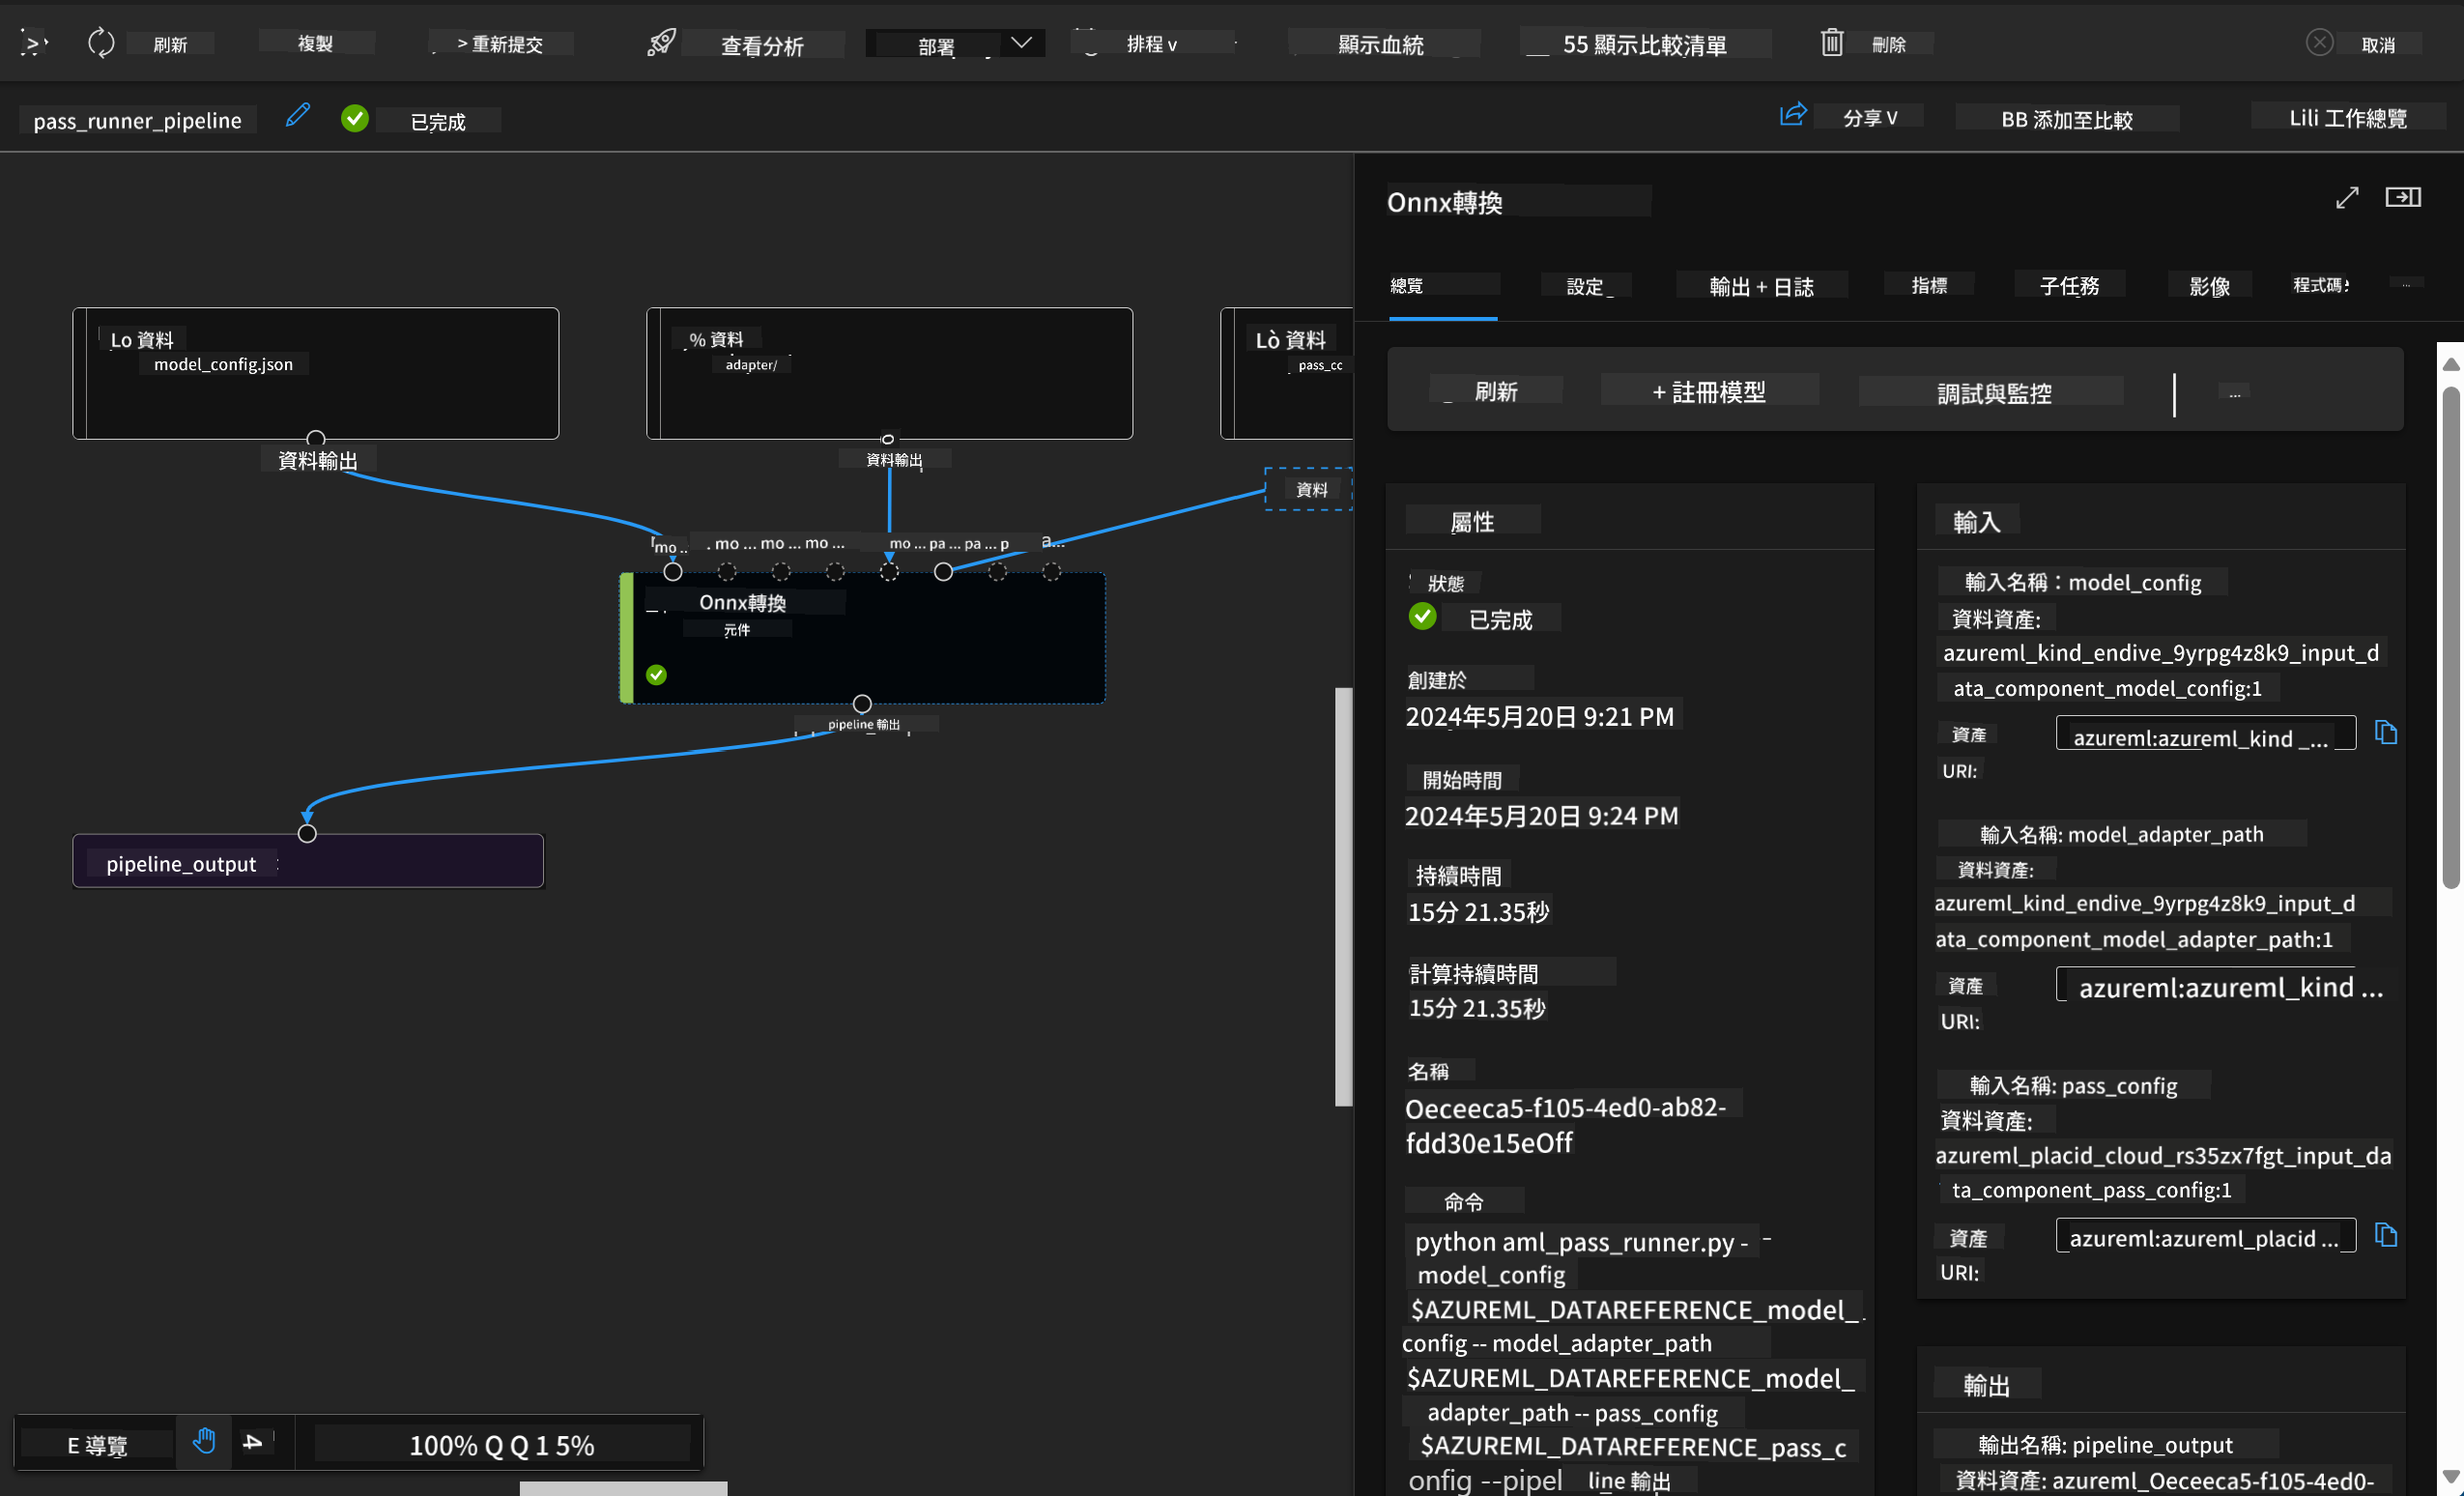 刷新
複製
> 重新提交
查看分析
部署
排程 v
顯示血統
55 顯示比較清單
刪除
取消
pass_runner_pipeline
已完成
分享 V
BB 添加至比較
Lili 工作總覽
Lo 資料
model_config.json
資料輸出
% 資料
adapter/
資料輸出
Lò 資料
pass_cc
資料
mo ..
. mo ... mo ... mo ...
mo ... pa ... pa ... p
a...
Onnx轉換
元件
pipeline 輸出
pipeline_output
E 導覽
100% Q Q 1 5%
Onnx轉換
總覽
設定
輸出 + 日誌
指標
子任務
影像
程式碼
...
刷新
+ 註冊模型
調試與監控
...
屬性
狀態
已完成
創建於
2024年5月20日 9:21 PM
開始時間
2024年5月20日 9:24 PM
持續時間
15分 21.35秒
計算持續時間
15分 21.35秒
名稱
Oeceeca5-f105-4ed0-ab82-
fdd30e15eOff
命令
python aml_pass_runner.py - -
model_config
$AZUREML_DATAREFERENCE_model_
config -- model_adapter_path
$AZUREML_DATAREFERENCE_model_
adapter_path -- pass_config
$AZUREML_DATAREFERENCE_pass_c
onfig --pipel line 輸出
輸入
輸入名稱：model_config
資料資產:
azureml_kind_endive_9yrpg4z8k9_input_d
ata_component_model_config:1
資產
URI:
azureml:azureml_kind _...
輸入名稱: model_adapter_path
資料資產:
azureml_kind_endive_9yrpg4z8k9_input_d
ata_component_model_adapter_path:1
資產
URI:
azureml:azureml_kind ...
輸入名稱: pass_config
資料資產:
azureml_placid_cloud_rs35zx7fgt_input_da
ta_component_pass_config:1
資產
URI:
azureml:azureml_placid ...
輸出
輸出名稱: pipeline_output
資料資產: azureml_Oeceeca5-f105-4ed0-